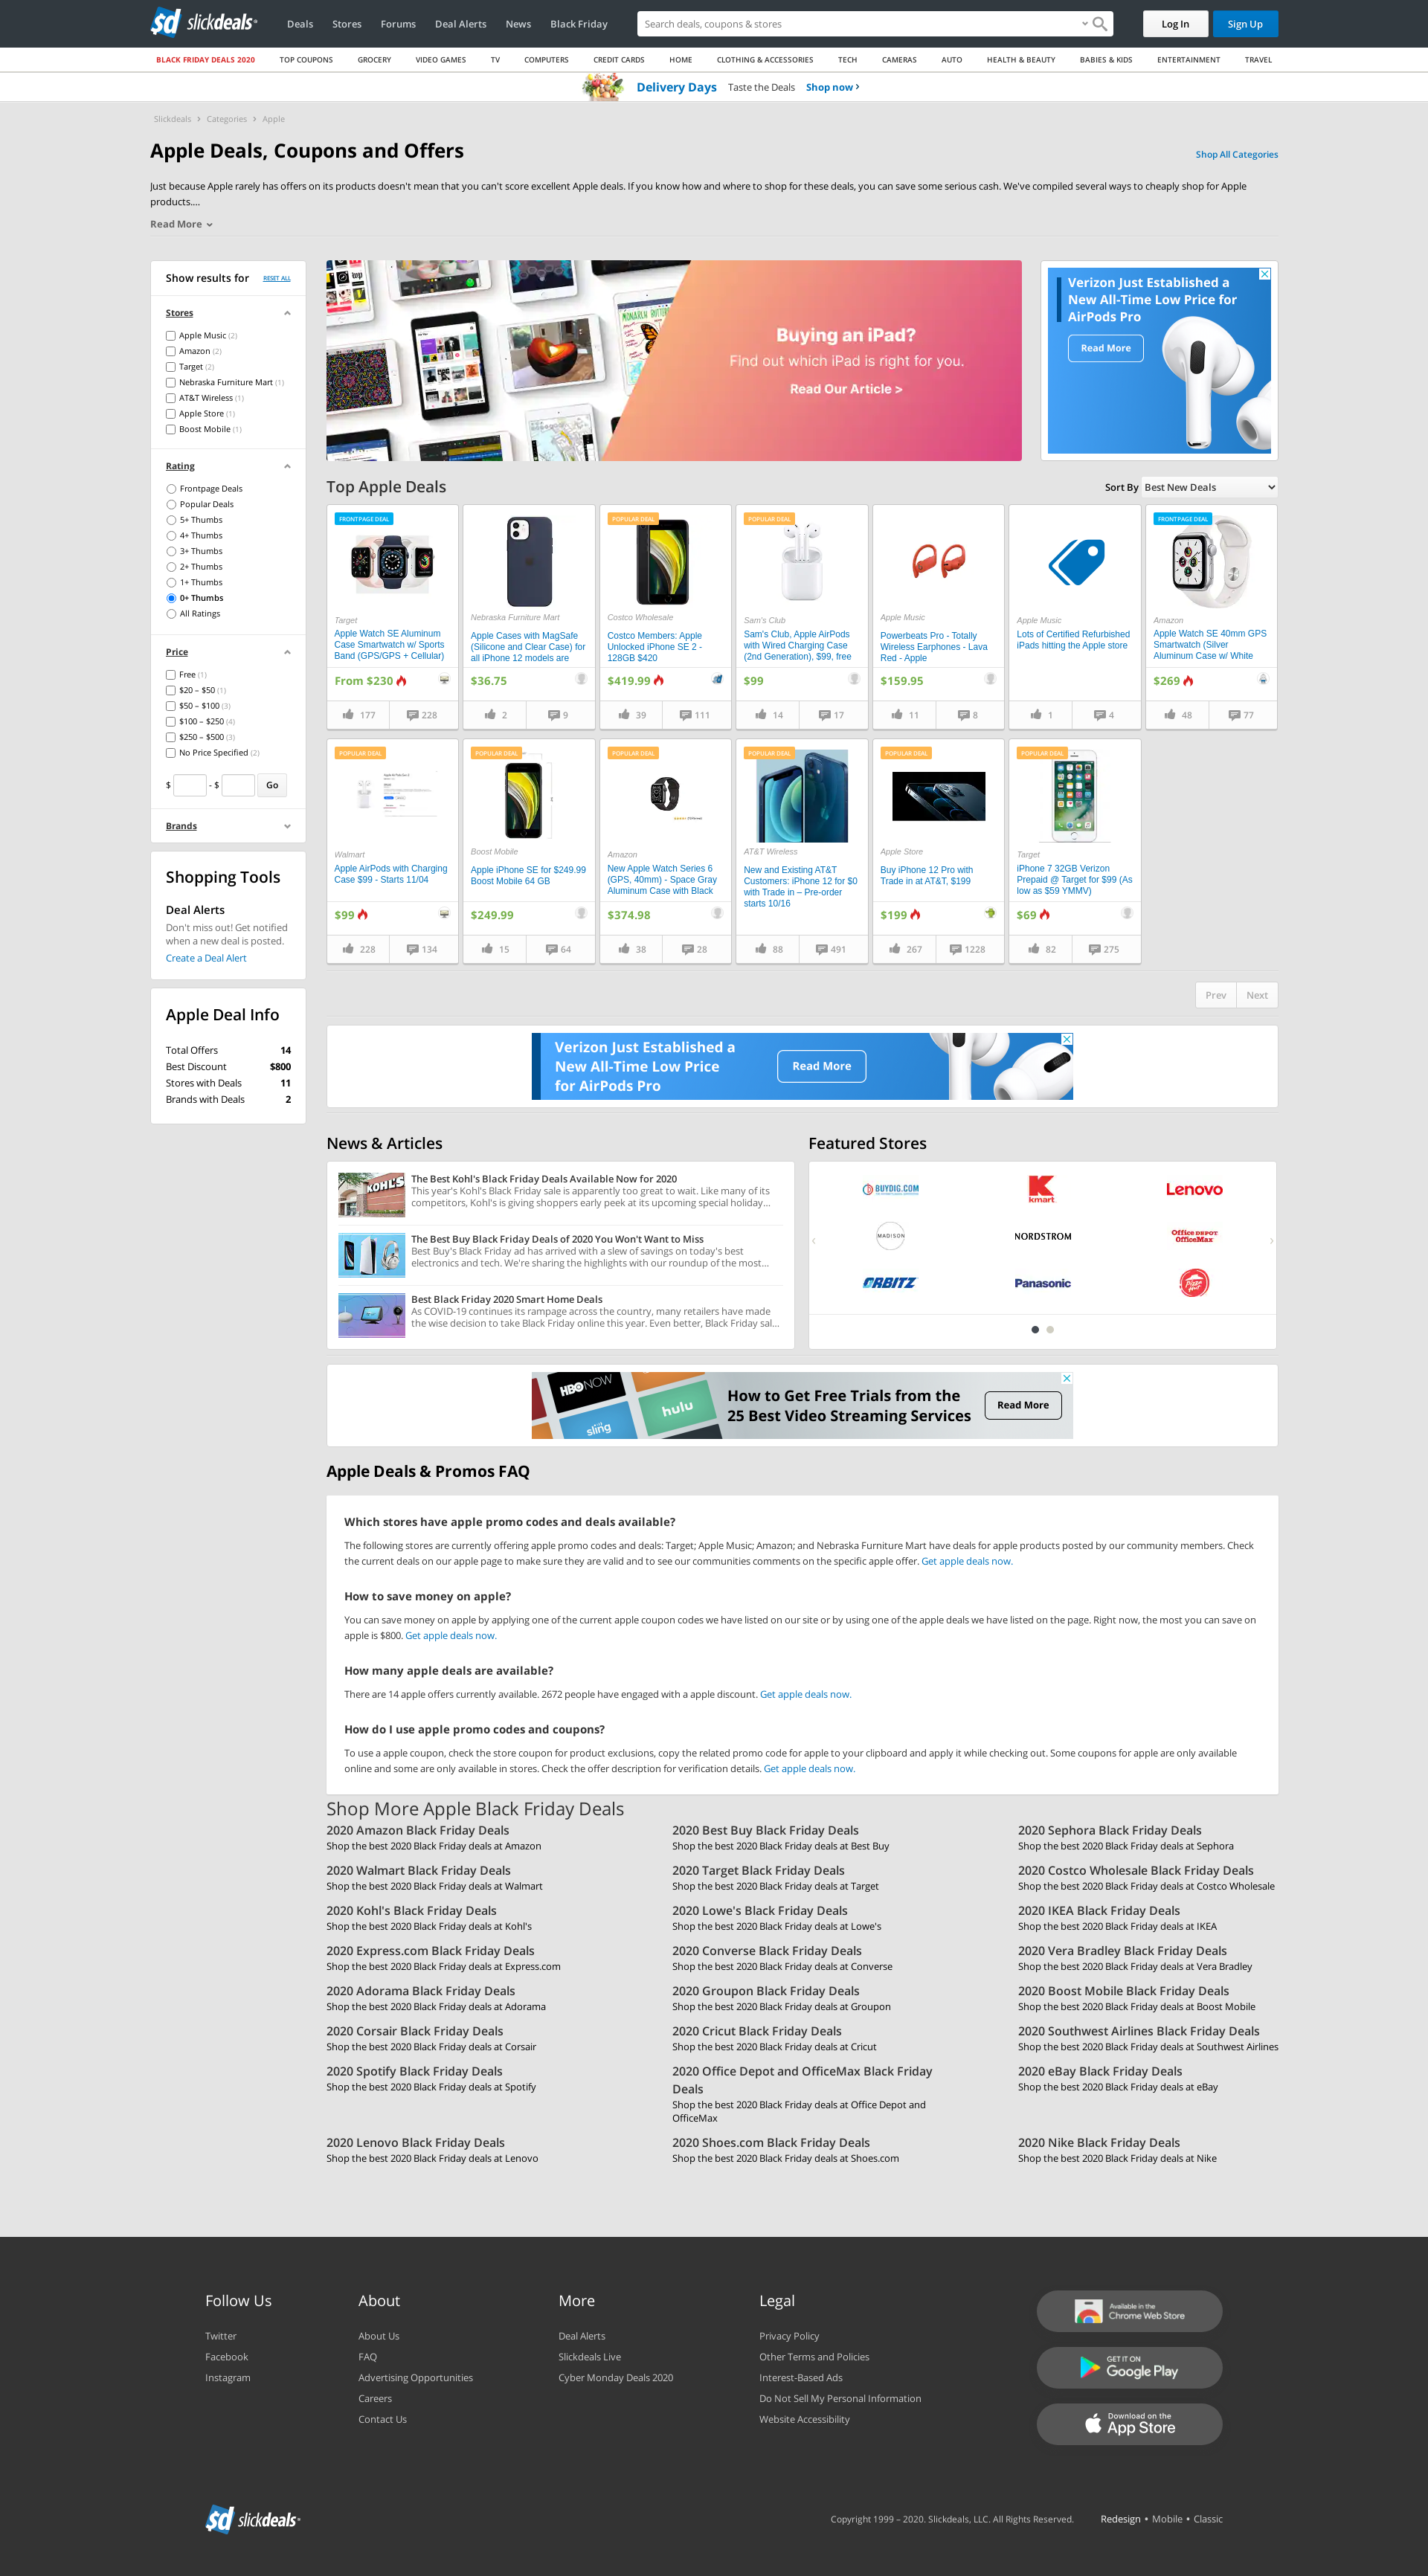 sd slickdeals
Deals Stores Forums Deal Alerts News Black Friday
Search deals, coupons & stores
Log In Sign Up
BLACK FRIDAY DEALS 2020 TOP COUPONS GROCERY VIDEO GAMES TV COMPUTERS CREDIT CARDS HOME CLOTHING & ACCESSORIES TECH CAMERAS AUTO HEALTH & BEAUTY BABIES & KIDS ENTERTAINMENT TRAVEL
Delivery Days Taste the Deals Shop now
Slickdeals Categories Apple
Apple Deals, Coupons and Offers
Shop All Categories
Just because Apple rarely has offers on its products doesn't mean that you can't score excellent Apple deals. If you know how and where to shop for these deals, you can save some serious cash. We've compiled several ways to cheaply shop for Apple
products....
Read More
Show results for RESET ALL
Stores
Apple Music (2)
Amazon (2)
Target (2)
Nebraska Furniture Mart (1)
AT&T Wireless (1)
Apple Store (1)
Boost Mobile (1)
Rating
Frontpage Deals
Popular Deals
5+ Thumbs
4+ Thumbs
3+ Thumbs
2+ Thumbs
1+ Thumbs
0+ Thumbs
All Ratings
Price
Free (1)
$20 – $50 (1)
$50 – $100 (3)
$100 – $250 (4)
$250 – $500 (3)
No Price Specified (2)
$ - $ Go
Brands
Shopping Tools
Deal Alerts
Don't miss out! Get notified
when a new deal is posted.
Create a Deal Alert
Apple Deal Info
Total Offers 14
Best Discount $800
Stores with Deals 11
Brands with Deals 2
Buying an iPad?
Find out which iPad is right for you.
Read Our Article >
Verizon Just Established a
New All-Time Low Price for
AirPods Pro
Read More
Top Apple Deals
Sort By Best New Deals
FRONTPAGE DEAL
Target
Apple Watch SE Aluminum
Case Smartwatch w/ Sports
Band (GPS/GPS + Cellular)
From $230
177 228
Nebraska Furniture Mart
Apple Cases with MagSafe
(Silicone and Clear Case) for
all iPhone 12 models are
$36.75
2 9
POPULAR DEAL
Costco Wholesale
Costco Members: Apple
Unlocked iPhone SE 2 -
128GB $420
$419.99
39 111
POPULAR DEAL
Sam's Club
Sam's Club, Apple AirPods
with Wired Charging Case
(2nd Generation), $99, free
$99
14 17
Apple Music
Powerbeats Pro - Totally
Wireless Earphones - Lava
Red - Apple
$159.95
11 8
Apple Music
Lots of Certified Refurbished
iPads hitting the Apple store
1 4
FRONTPAGE DEAL
Amazon
Apple Watch SE 40mm GPS
Smartwatch (Silver
Aluminum Case w/ White
$269
48 77
POPULAR DEAL
Walmart
Apple AirPods with Charging
Case $99 - Starts 11/04
$99
228 134
POPULAR DEAL
Boost Mobile
Apple iPhone SE for $249.99
Boost Mobile 64 GB
$249.99
15 64
POPULAR DEAL
Amazon
New Apple Watch Series 6
(GPS, 40mm) - Space Gray
Aluminum Case with Black
$374.98
38 28
POPULAR DEAL
AT&T Wireless
New and Existing AT&T
Customers: iPhone 12 for $0
with Trade in – Pre-order
starts 10/16
88 491
POPULAR DEAL
Apple Store
Buy iPhone 12 Pro with
Trade in at AT&T, $199
$199
267 1228
POPULAR DEAL
Target
iPhone 7 32GB Verizon
Prepaid @ Target for $99 (As
low as $59 YMMV)
$69
82 275
Prev Next
Verizon Just Established a
New All-Time Low Price
for AirPods Pro
Read More
News & Articles
The Best Kohl's Black Friday Deals Available Now for 2020
This year's Kohl's Black Friday sale is apparently too great to wait. Like many of its
competitors, Kohl's is giving shoppers early peek at its upcoming special holiday...
KOHL'S
The Best Buy Black Friday Deals of 2020 You Won't Want to Miss
Best Buy's Black Friday ad has arrived with a slew of savings on today's best
electronics and tech. We're sharing the highlights with our roundup of the most...
Best Black Friday 2020 Smart Home Deals
As COVID-19 continues its rampage across the country, many retailers have made
the wise decision to take Black Friday online this year. Even better, Black Friday sal...
Featured Stores
BUYDIG.COM
kmart
Lenovo
MADISON
NORDSTROM
Office DEPOT
OfficeMax
ORBITZ
Panasonic
Pizza Hut
HBO NOW
hulu
sling
How to Get Free Trials from the
25 Best Video Streaming Services
Read More
Apple Deals & Promos FAQ
Which stores have apple promo codes and deals available?
The following stores are currently offering apple promo codes and deals: Target; Apple Music; Amazon; and Nebraska Furniture Mart have deals for apple products posted by our community members. Check
the current deals on our apple page to make sure they are valid and to see our communities comments on the specific apple offer. Get apple deals now.
How to save money on apple?
You can save money on apple by applying one of the current apple coupon codes we have listed on our site or by using one of the apple deals we have listed on the page. Right now, the most you can save on
apple is $800. Get apple deals now.
How many apple deals are available?
There are 14 apple offers currently available. 2672 people have engaged with a apple discount. Get apple deals now.
How do I use apple promo codes and coupons?
To use a apple coupon, check the store coupon for product exclusions, copy the related promo code for apple to your clipboard and apply it while checking out. Some coupons for apple are only available
online and some are only available in stores. Check the offer description for verification details. Get apple deals now.
Shop More Apple Black Friday Deals
2020 Amazon Black Friday Deals
Shop the best 2020 Black Friday deals at Amazon
2020 Best Buy Black Friday Deals
Shop the best 2020 Black Friday deals at Best Buy
2020 Sephora Black Friday Deals
Shop the best 2020 Black Friday deals at Sephora
2020 Walmart Black Friday Deals
Shop the best 2020 Black Friday deals at Walmart
2020 Target Black Friday Deals
Shop the best 2020 Black Friday deals at Target
2020 Costco Wholesale Black Friday Deals
Shop the best 2020 Black Friday deals at Costco Wholesale
2020 Kohl's Black Friday Deals
Shop the best 2020 Black Friday deals at Kohl's
2020 Lowe's Black Friday Deals
Shop the best 2020 Black Friday deals at Lowe's
2020 IKEA Black Friday Deals
Shop the best 2020 Black Friday deals at IKEA
2020 Express.com Black Friday Deals
Shop the best 2020 Black Friday deals at Express.com
2020 Converse Black Friday Deals
Shop the best 2020 Black Friday deals at Converse
2020 Vera Bradley Black Friday Deals
Shop the best 2020 Black Friday deals at Vera Bradley
2020 Adorama Black Friday Deals
Shop the best 2020 Black Friday deals at Adorama
2020 Groupon Black Friday Deals
Shop the best 2020 Black Friday deals at Groupon
2020 Boost Mobile Black Friday Deals
Shop the best 2020 Black Friday deals at Boost Mobile
2020 Corsair Black Friday Deals
Shop the best 2020 Black Friday deals at Corsair
2020 Cricut Black Friday Deals
Shop the best 2020 Black Friday deals at Cricut
2020 Southwest Airlines Black Friday Deals
Shop the best 2020 Black Friday deals at Southwest Airlines
2020 Spotify Black Friday Deals
Shop the best 2020 Black Friday deals at Spotify
2020 Office Depot and OfficeMax Black Friday
Deals
Shop the best 2020 Black Friday deals at Office Depot and
OfficeMax
2020 eBay Black Friday Deals
Shop the best 2020 Black Friday deals at eBay
2020 Lenovo Black Friday Deals
Shop the best 2020 Black Friday deals at Lenovo
2020 Shoes.com Black Friday Deals
Shop the best 2020 Black Friday deals at Shoes.com
2020 Nike Black Friday Deals
Shop the best 2020 Black Friday deals at Nike
Follow Us
Twitter
Facebook
Instagram
About
About Us
FAQ
Advertising Opportunities
Careers
Contact Us
More
Deal Alerts
Slickdeals Live
Cyber Monday Deals 2020
Legal
Privacy Policy
Other Terms and Policies
Interest-Based Ads
Do Not Sell My Personal Information
Website Accessibility
Available in the
Chrome Web Store
GET IT ON
Google Play
Download on the
App Store
sd slickdeals
Copyright 1999 – 2020. Slickdeals, LLC. All Rights Reserved.
Redesign • Mobile • Classic